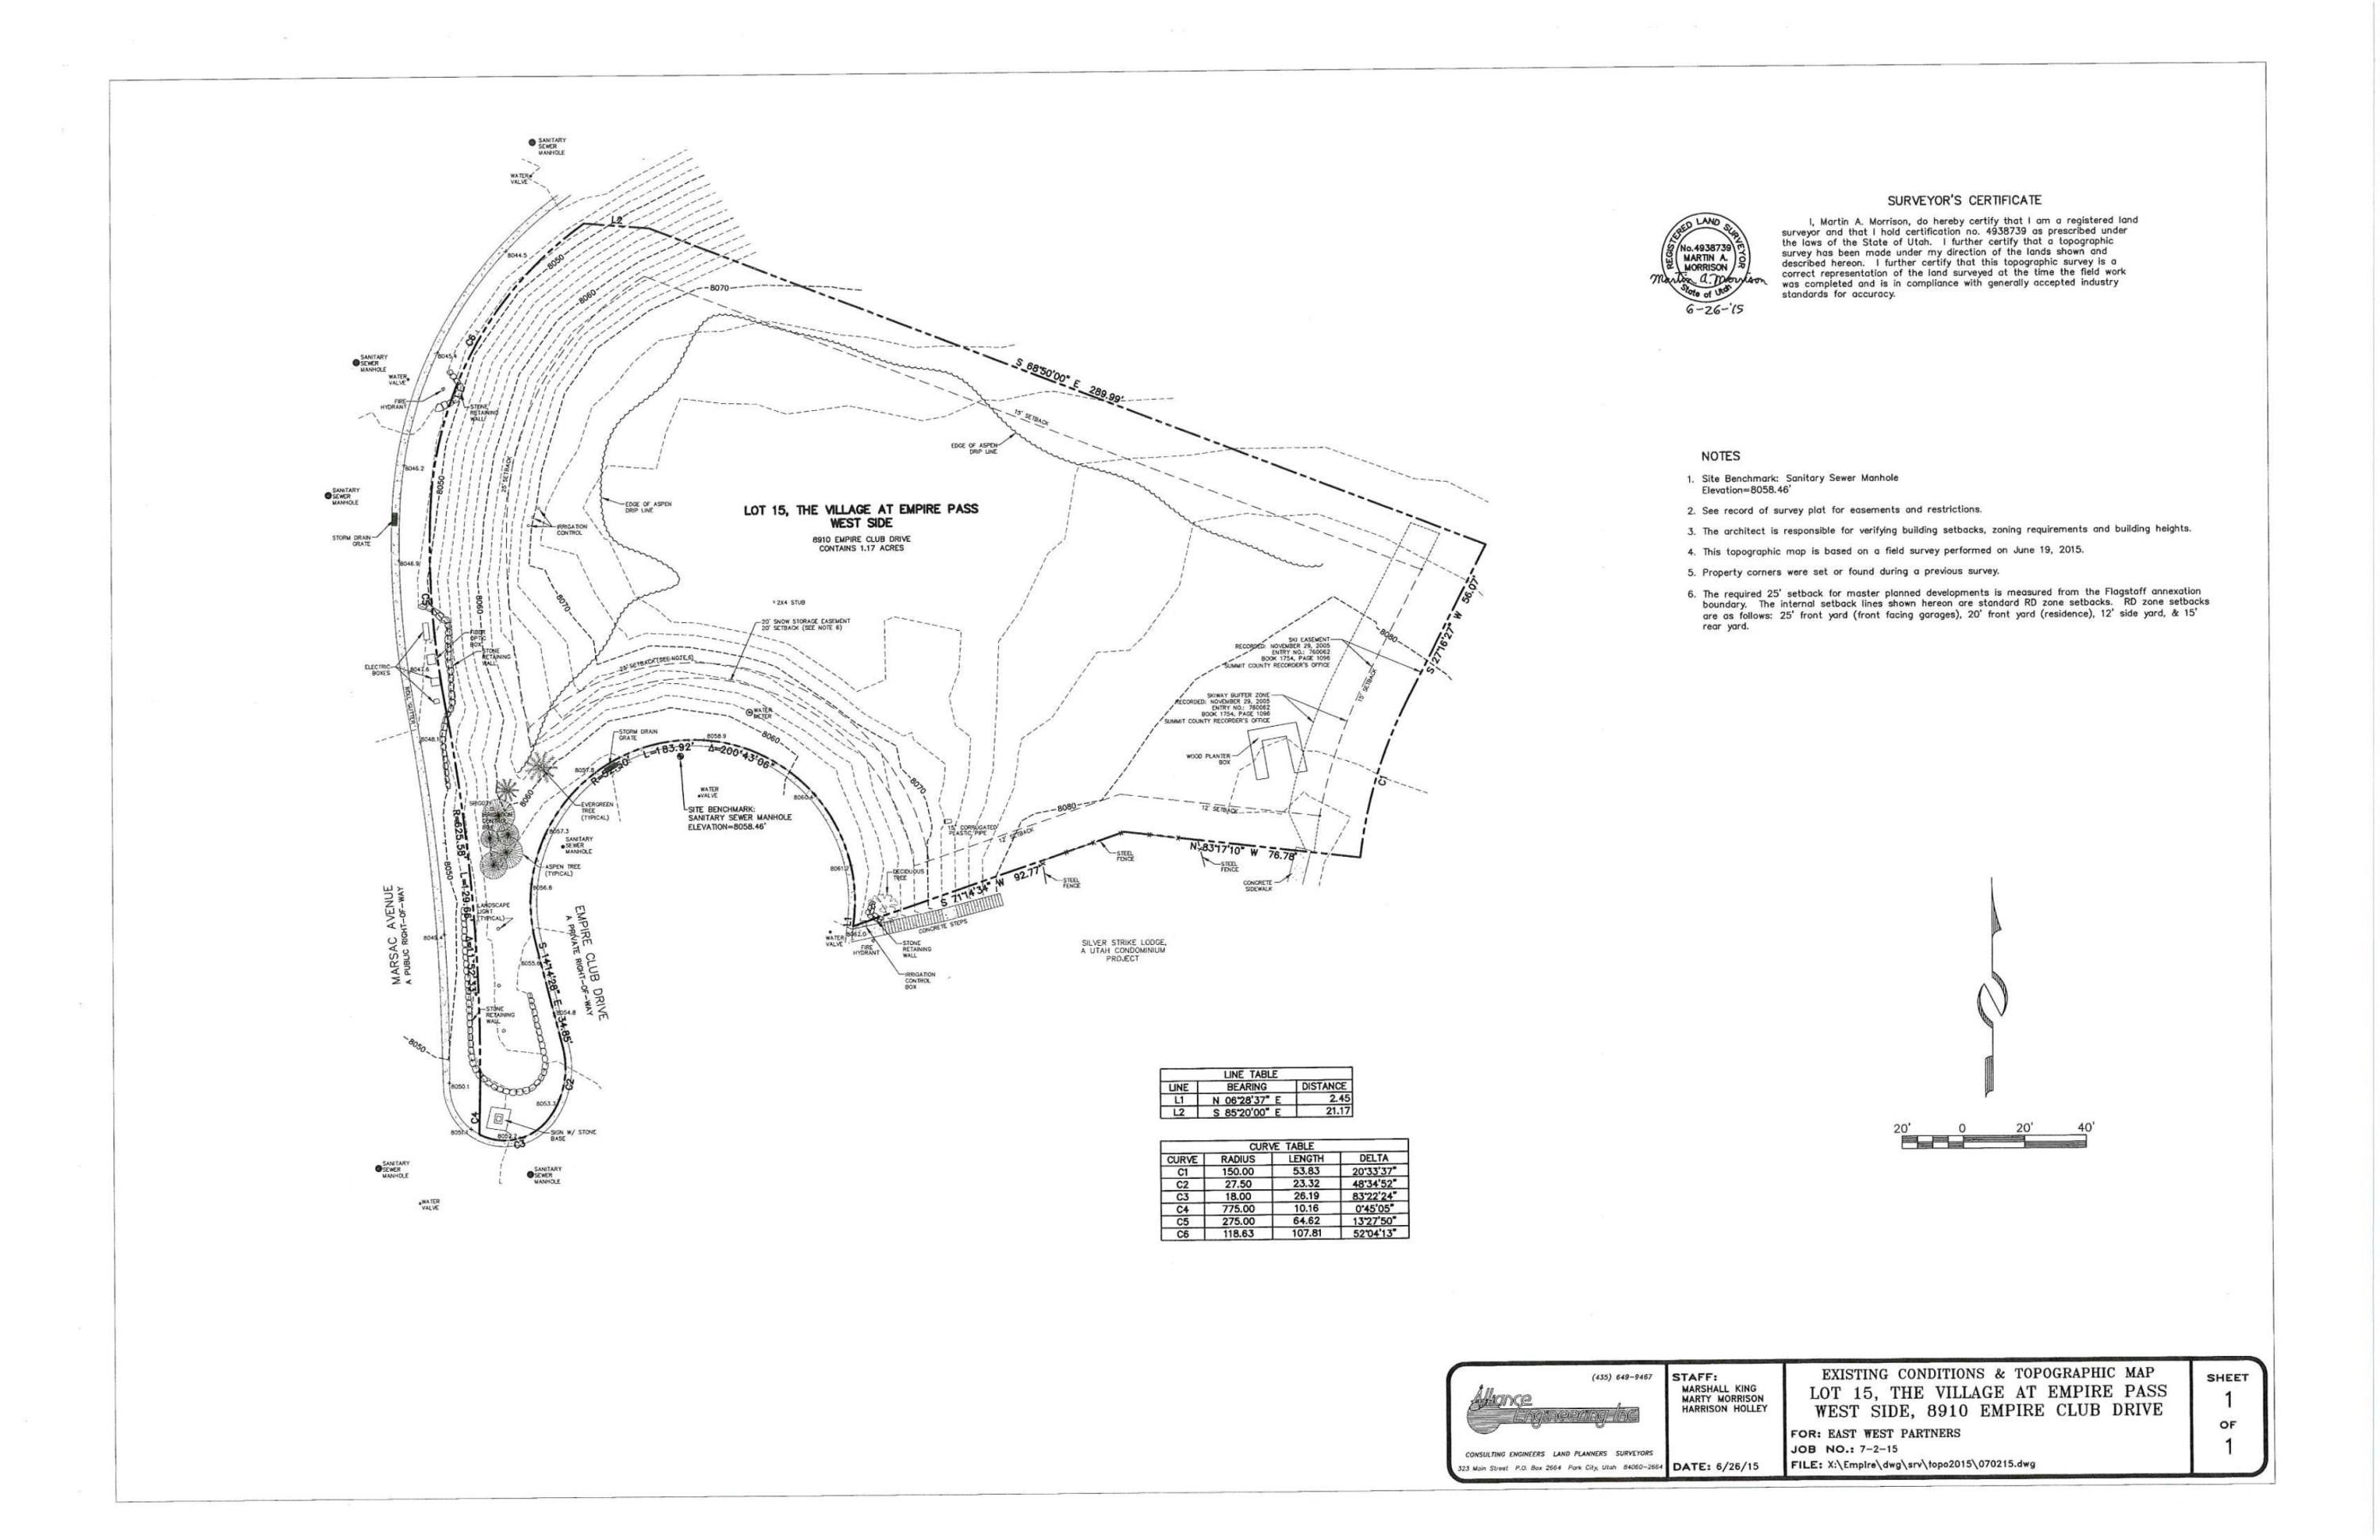 SANITARY
SEWER
MANHOLE
WATER
VALVE
L2
8044.5
8050
8060
8070
C6
8045.4
SANITARY
SEWER
MANHOLE
WATER
VALVE
FIRE
HYDRANT
STONE
RETAINING
WALL
S 68°50'00" E 289.99'
15' SETBACK
EDGE OF ASPEN
DRIP LINE
8046.2
8050
25' SETBACK
SANITARY
SEWER
MANHOLE
EDGE OF ASPEN
DRIP LINE
IRRIGATION
CONTROL
STORM DRAIN
GRATE
8046.9
LOT 15, THE VILLAGE AT EMPIRE PASS
WEST SIDE
8910 EMPIRE CLUB DRIVE
CONTAINS 1.17 ACRES
2X4 STUB
20' SNOW STORAGE EASEMENT
20' SETBACK (SEE NOTE 6)
25' SETBACK (SEE NOTE 6)
C5
8060
8070
FIBER
OPTIC
BOX
STONE
RETAINING
WALL
ELECTRIC
BOXES
8047.6
ROLL GUTTER
8048.1
S 27°16'27" W 56.07'
8080
SKI EASEMENT
RECORDED: NOVEMBER 29, 2005
ENTRY NO.: 760062
BOOK 1754, PAGE 1096
SUMMIT COUNTY RECORDER'S OFFICE
15' SETBACK
SKIWAY BUFFER ZONE
RECORDED: NOVEMBER 29, 2005
ENTRY NO.: 760062
BOOK 1754, PAGE 1096
SUMMIT COUNTY RECORDER'S OFFICE
WOOD PLANTER
BOX
C1
WATER
METER
8060
STORM DRAIN
GRATE
8058.9
L=183.92' Δ=200°43'06"
8070
WATER
VALVE
SITE BENCHMARK:
SANITARY SEWER MANHOLE
ELEVATION=8058.46'
EVERGREEN
TREE
(TYPICAL)
8060
8057.3
SANITARY
SEWER
MANHOLE
ASPEN TREE
(TYPICAL)
8056.6
R=625.58'
L=129.66'
8050
15" CORRUGATED
PLASTIC PIPE
8080
12' SETBACK
12' SETBACK
STEEL
FENCE
N 83°17'10" W 76.78'
STEEL
FENCE
CONCRETE
SIDEWALK
S 71°14'34" W 92.77'
STEEL
FENCE
DECIDUOUS
TREE
L1
8062.0
WATER
VALVE
FIRE
HYDRANT
STONE
RETAINING
WALL
CONCRETE STEPS
IRRIGATION
CONTROL
BOX
SILVER STRIKE LODGE,
A UTAH CONDOMINIUM
PROJECT
MARSAC AVENUE
A PUBLIC RIGHT-OF-WAY
LANDSCAPE
LIGHT
(TYPICAL)
8049.4
EMPIRE CLUB DRIVE
A PRIVATE RIGHT-OF-WAY
S 14°14'28" E 34.85'
8054.8
STONE
RETAINING
WALL
8050
8050.1
C2
8053.3
C4
SIGN W/ STONE
BASE
C3
SANITARY
SEWER
MANHOLE
SANITARY
SEWER
MANHOLE
WATER
VALVE
LINE TABLE
LINE BEARING DISTANCE
L1 N 06°28'37" E 2.45
L2 S 85°20'00" E 21.17
CURVE TABLE
CURVE RADIUS LENGTH DELTA
C1 150.00 53.83 20°33'37"
C2 27.50 23.32 48°34'52"
C3 18.00 26.19 83°22'24"
C4 775.00 10.16 0°45'05"
C5 275.00 64.62 13°27'50"
C6 118.63 107.81 52°04'13"
SURVEYOR'S CERTIFICATE
I, Martin A. Morrison, do hereby certify that I am a registered land
surveyor and that I hold certification no. 4938739 as prescribed under
the laws of the State of Utah. I further certify that a topographic
survey has been made under my direction of the lands shown and
described hereon. I further certify that this topographic survey is a
correct representation of the land surveyed at the time the field work
was completed and is in compliance with generally accepted industry
standards for accuracy.
REGISTERED LAND SURVEYOR
No.4938739
MARTIN A.
MORRISON
State of Utah
Martin A. Morrison
6-26-'15
NOTES
1. Site Benchmark: Sanitary Sewer Manhole
Elevation=8058.46'
2. See record of survey plat for easements and restrictions.
3. The architect is responsible for verifying building setbacks, zoning requirements and building heights.
4. This topographic map is based on a field survey performed on June 19, 2015.
5. Property corners were set or found during a previous survey.
6. The required 25' setback for master planned developments is measured from the Flagstaff annexation
boundary. The internal setback lines shown hereon are standard RD zone setbacks. RD zone setbacks
are as follows: 25' front yard (front facing garages), 20' front yard (residence), 12' side yard, & 15'
rear yard.
20' 0 20' 40'
(435) 649-9467
Alliance
Engineering Inc
CONSULTING ENGINEERS LAND PLANNERS SURVEYORS
323 Main Street P.O. Box 2664 Park City, Utah 84060-2664
STAFF:
MARSHALL KING
MARTY MORRISON
HARRISON HOLLEY
DATE: 6/26/15
EXISTING CONDITIONS & TOPOGRAPHIC MAP
LOT 15, THE VILLAGE AT EMPIRE PASS
WEST SIDE, 8910 EMPIRE CLUB DRIVE
FOR: EAST WEST PARTNERS
JOB NO.: 7-2-15
FILE: X:\Empire\dwg\srv\topo2015\070215.dwg
SHEET
1
OF
1